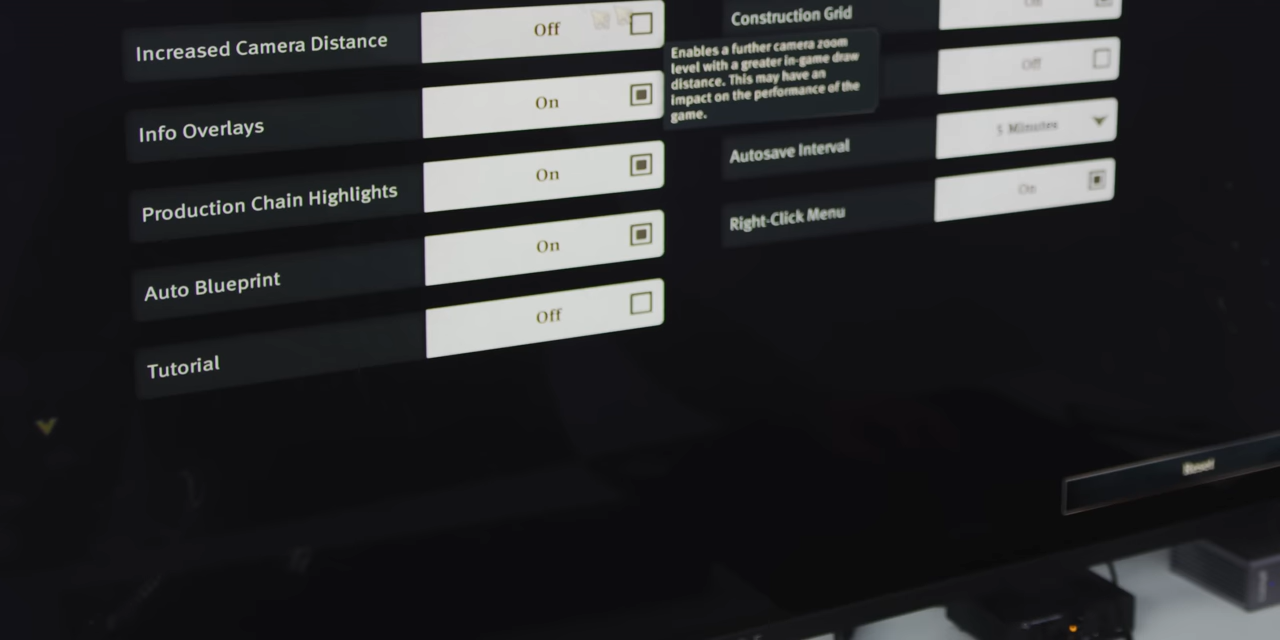 Increased Camera Distance
Off
Info Overlays
On
Production Chain Highlights
On
Auto Blueprint
On
Tutorial
Off
Construction Grid
On
Enables a further camera zoom
level with a greater in-game draw
distance. This may have an
impact on the performance of the
game.
Off
Autosave Interval
5 Minutes
Right-Click Menu
On
Reset